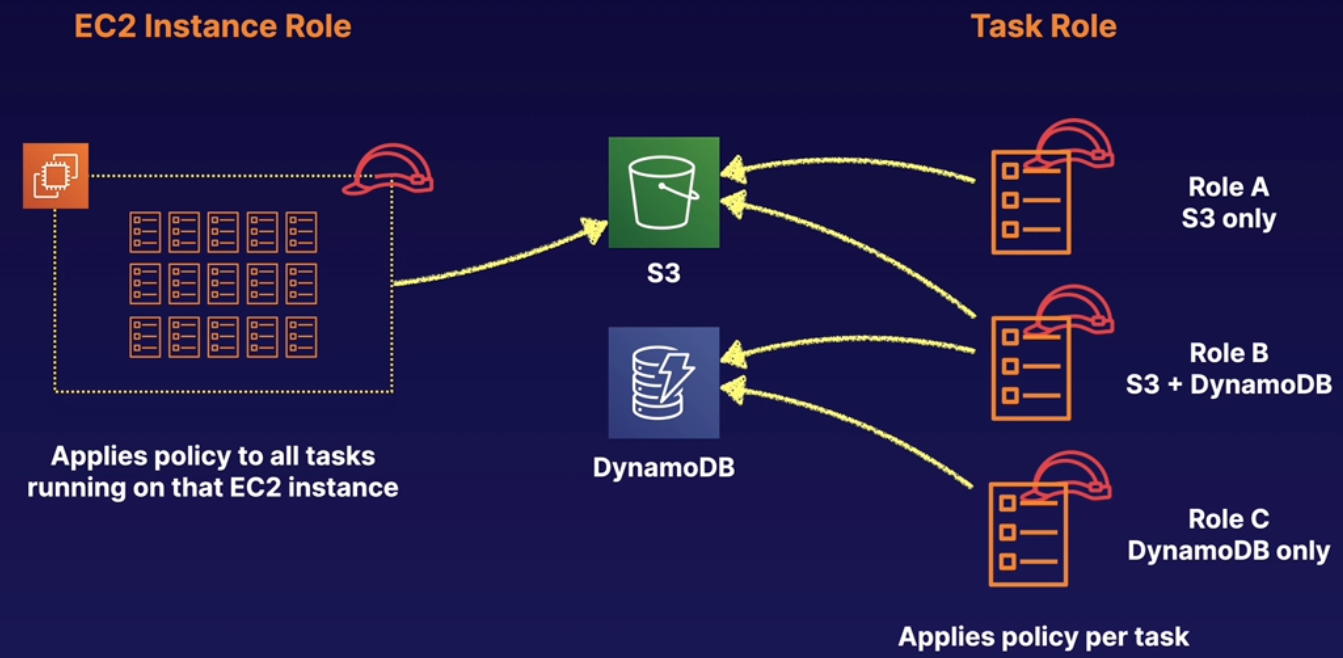 EC2 Instance Role
Applies policy to all tasks
running on that EC2 instance
S3
DynamoDB
Task Role
Role A
S3 only
Role B
S3 + DynamoDB
Role C
DynamoDB only
Applies policy per task